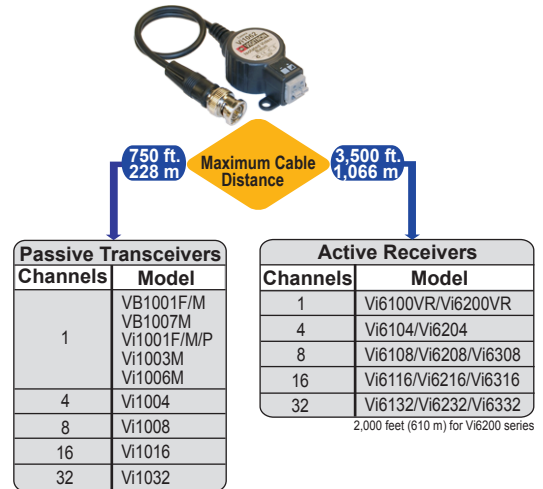 Vi1062
750 ft.
228 m
Maximum Cable
Distance
3,500 ft.
1,066 m
Passive Transceivers
Channels Model
1
VB1001F/M
VB1007M
Vi1001F/M/P
Vi1003M
Vi1006M
4 Vi1004
8 Vi1008
16 Vi1016
32 Vi1032
Active Receivers
Channels Model
1 Vi6100VR/Vi6200VR
4 Vi6104/Vi6204
8 Vi6108/Vi6208/Vi6308
16 Vi6116/Vi6216/Vi6316
32 Vi6132/Vi6232/Vi6332
2,000 feet (610 m) for Vi6200 series